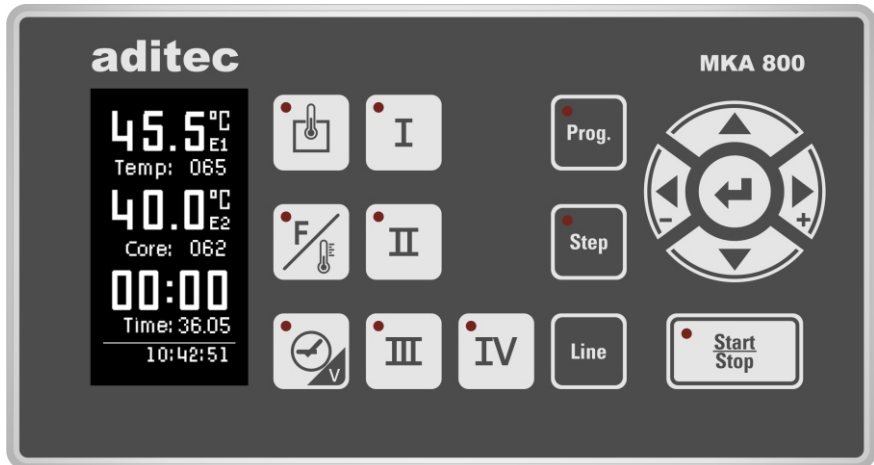 aditec
MKA 800
45.5°C
E1
Temp: 065
40.0°C
E2
Core: 062
00:00
Time: 36.05
10:42:51
I
Prog.
F
II
Step
- +
V
III
IV
Line
Start
Stop